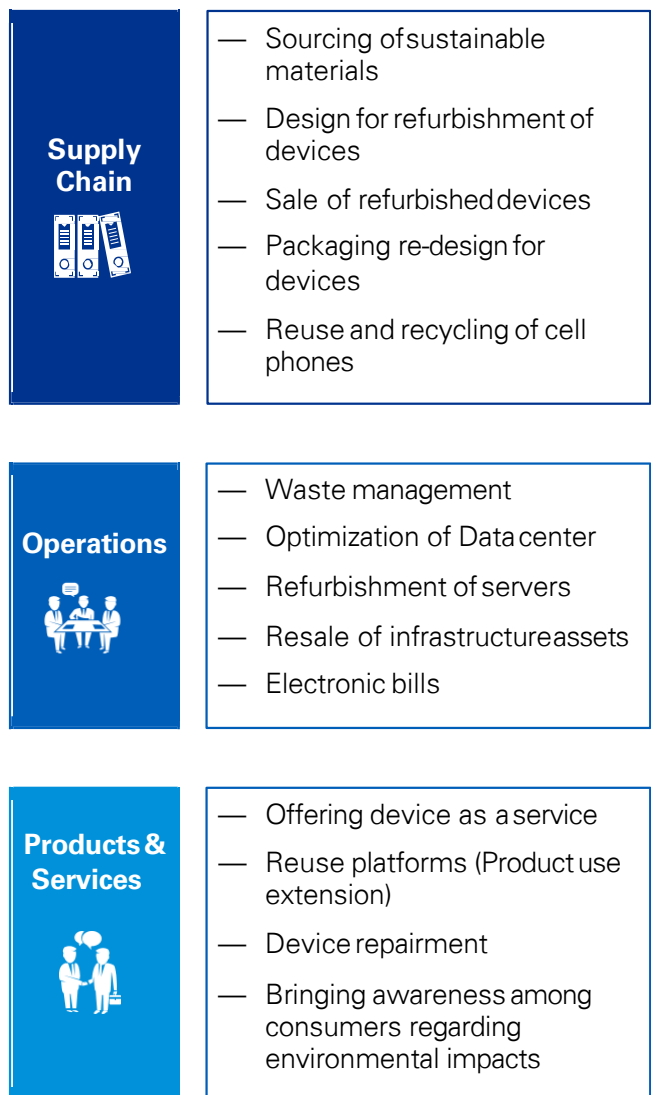 Supply
Chain
— Sourcing of sustainable
materials
— Design for refurbishment of
devices
— Sale of refurbished devices
— Packaging re-design for
devices
— Reuse and recycling of cell
phones
Operations
— Waste management
— Optimization of Data center
— Refurbishment of servers
— Resale of infrastructure assets
— Electronic bills
Products &
Services
— Offering device as a service
— Reuse platforms (Product use
extension)
— Device repairment
— Bringing awareness among
consumers regarding
environmental impacts